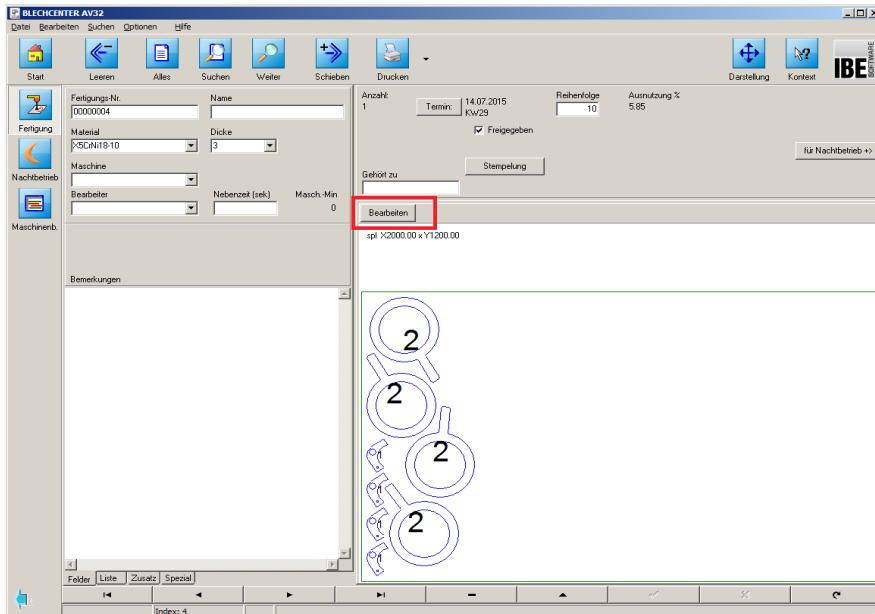 BLECHCENTER AV32
Datei Bearbeiten Suchen Optionen Hilfe
Start Leeren Alles Suchen Weiter Schieben Drucken Darstellung Kontext IBE SOFTWARE
Fertigung
Nachtbetrieb
Maschinenb.
Fertigungs-Nr. Name
00000004
Material Dicke
X5CrNi18-10 3
Maschine
Bearbeiter Nebenzeit (sek) Masch.-Min
0
Bemerkungen
Anzahl: Reihenfolge Ausnutzung %
1 Termin: 14.07.2015 10 5.85
KW29
Freigegeben
für Nachtbetrieb +>
Stempelung
Gehört zu
Bearbeiten
spl X2000.00 x Y1200.00
2
2
2
2
Felder Liste Zusatz Spezial
Index: 4